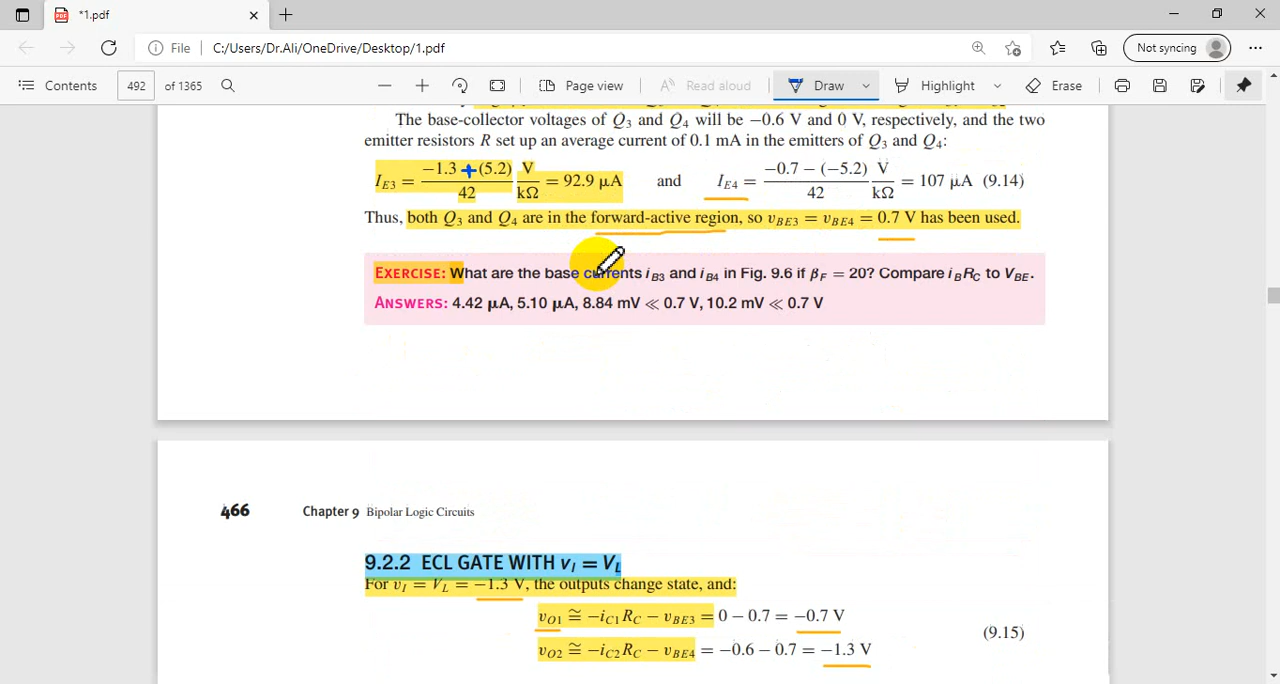 *1.pdf
File C:/Users/Dr.Ali/OneDrive/Desktop/1.pdf Not syncing
Contents 492 of 1365 Page view Read aloud Draw Highlight Erase
The base-collector voltages of Q3 and Q4 will be −0.6 V and 0 V, respectively, and the two
emitter resistors R set up an average current of 0.1 mA in the emitters of Q3 and Q4:
IE3 = −1.3 + (5.2) / 42 V / kΩ = 92.9 μA and IE4 = −0.7 − (−5.2) / 42 V / kΩ = 107 μA (9.14)
Thus, both Q3 and Q4 are in the forward-active region, so vBE3 = vBE4 = 0.7 V has been used.
EXERCISE: What are the base currents iB3 and iB4 in Fig. 9.6 if βF = 20? Compare iBRC to VBE.
ANSWERS: 4.42 μA, 5.10 μA, 8.84 mV ≪ 0.7 V, 10.2 mV ≪ 0.7 V
466 Chapter 9 Bipolar Logic Circuits
9.2.2 ECL GATE WITH vI = VL
For vI = VL = −1.3 V, the outputs change state, and:
vO1 ≅ −iC1RC − vBE3 = 0 − 0.7 = −0.7 V
(9.15)
vO2 ≅ −iC2RC − vBE4 = −0.6 − 0.7 = −1.3 V